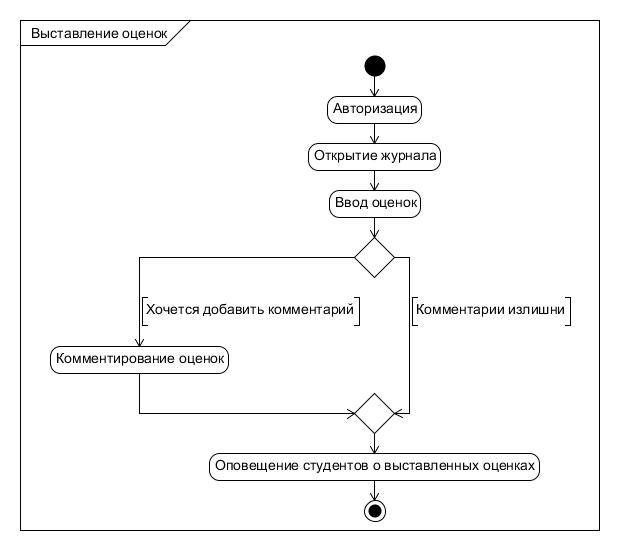 Выставление оценок
Авторизация
Открытие журнала
Ввод оценок
[Хочется добавить комментарий]
[Комментарии излишни]
Комментирование оценок
Оповещение студентов о выставленных оценках